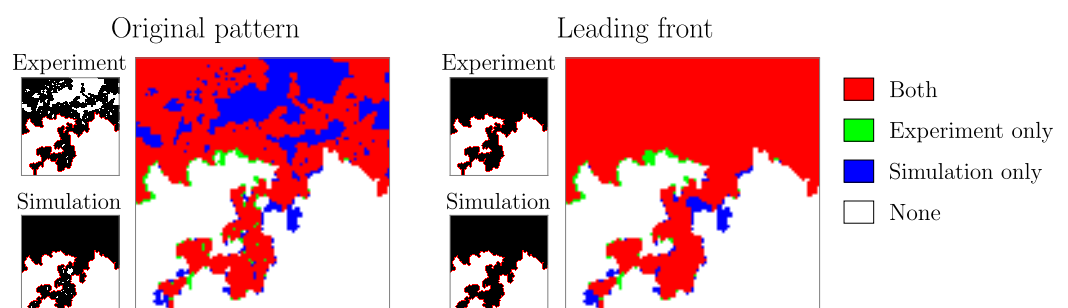 Original pattern
Experiment
Simulation
Leading front
Experiment
Simulation
Both
Experiment only
Simulation only
None